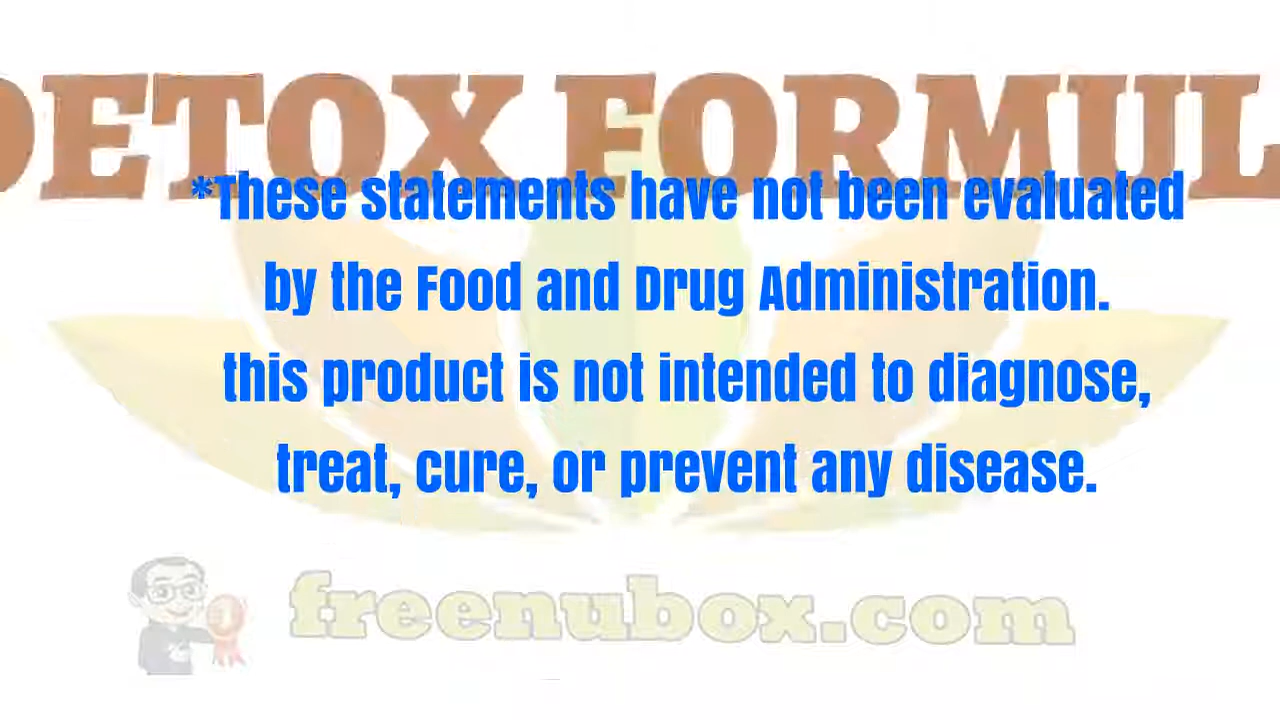 DETOX FORMUL
*These statements have not been evaluated
by the Food and Drug Administration.
this product is not intended to diagnose,
treat, cure, or prevent any disease.
1
freenubox.com